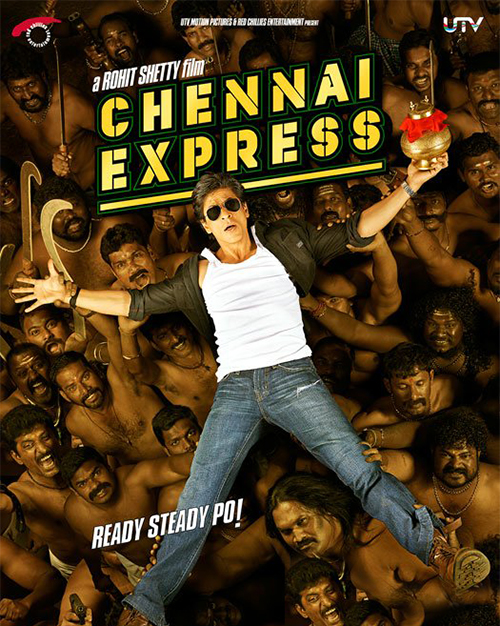 UTV MOTION PICTURES & RED CHILLIES ENTERTAINMENT PRESENT
UTV
a ROHIT SHETTY film
CHENNAI
EXPRESS
READY STEADY PO!